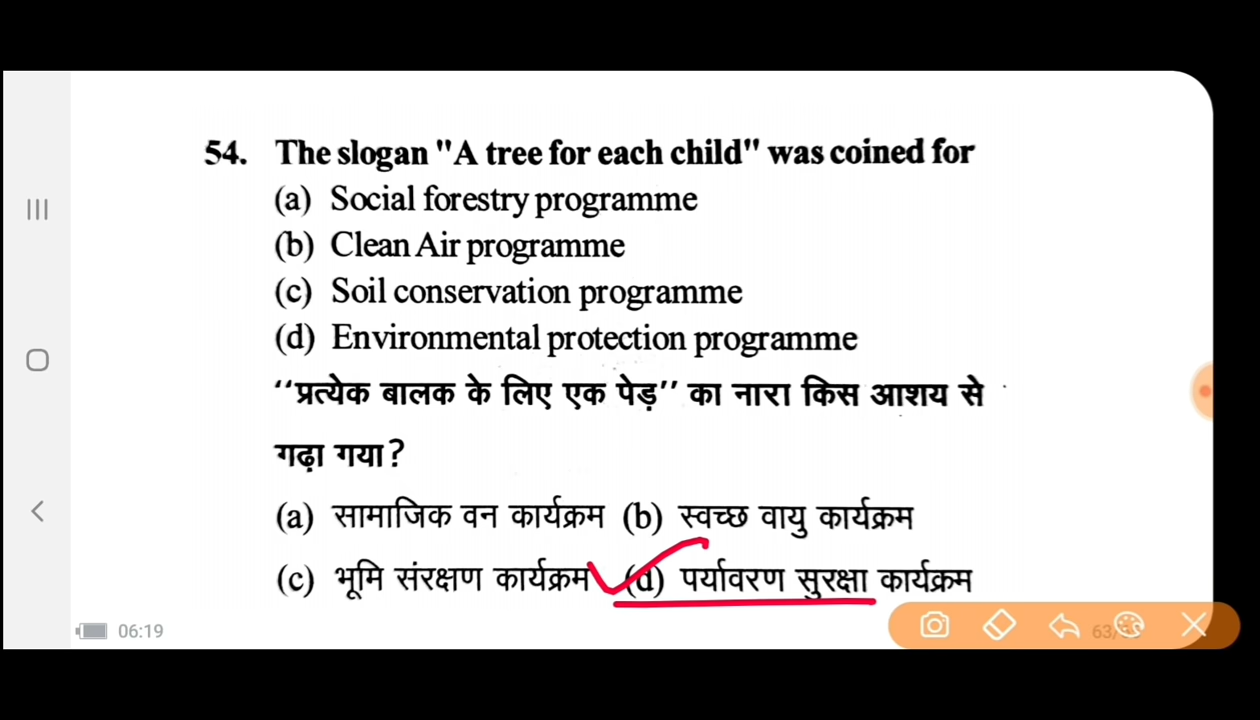 54. The slogan "A tree for each child" was coined for
(a) Social forestry programme
(b) Clean Air programme
(c) Soil conservation programme
(d) Environmental protection programme
‘‘प्रत्येक बालक के लिए एक पेड़’’ का नारा किस आशय से
गढ़ा गया?
(a) सामाजिक वन कार्यक्रम (b) स्वच्छ वायु कार्यक्रम
(c) भूमि संरक्षण कार्यक्रम (d) पर्यावरण सुरक्षा कार्यक्रम
06:19